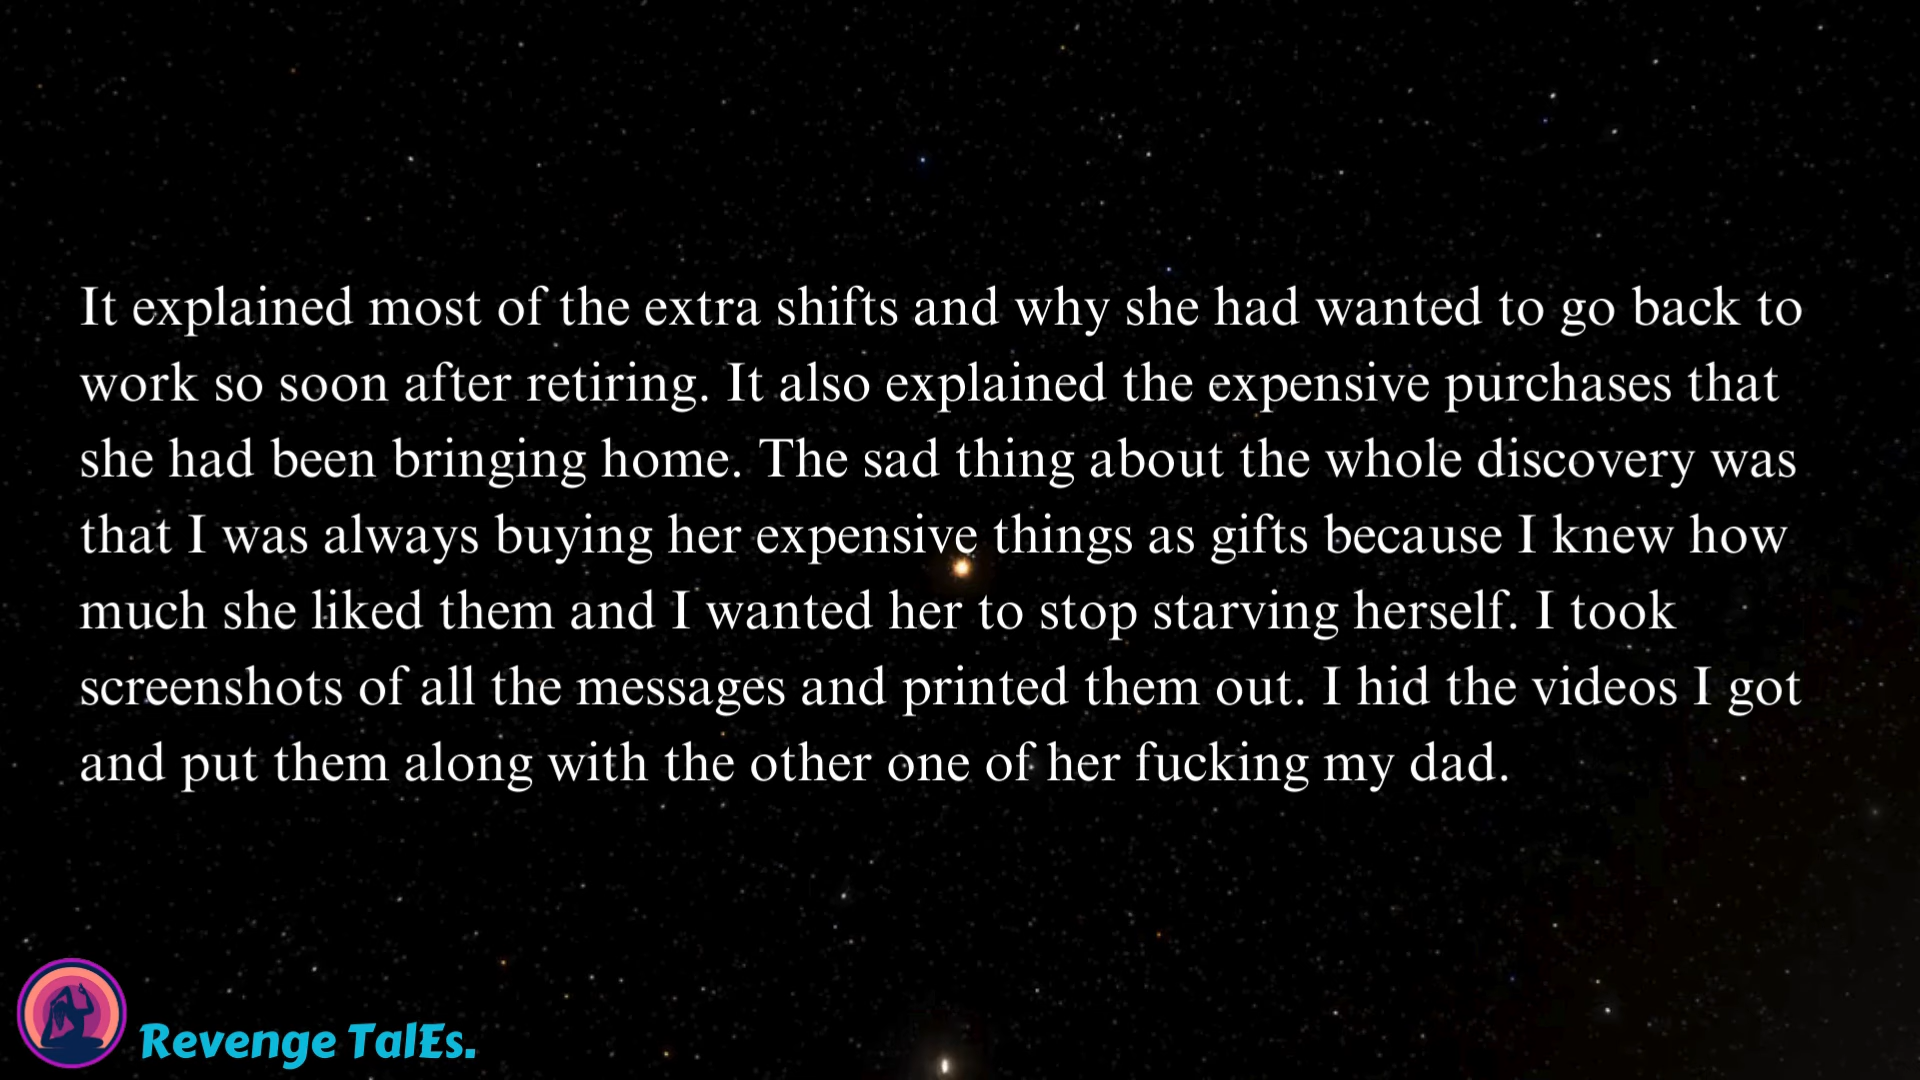 It explained most of the extra shifts and why she had wanted to go back to
work so soon after retiring. It also explained the expensive purchases that
she had been bringing home. The sad thing about the whole discovery was
that I was always buying her expensive things as gifts because I knew how
much she liked them and I wanted her to stop starving herself. I took
screenshots of all the messages and printed them out. I hid the videos I got
and put them along with the other one of her fucking my dad.
Revenge TalEs.